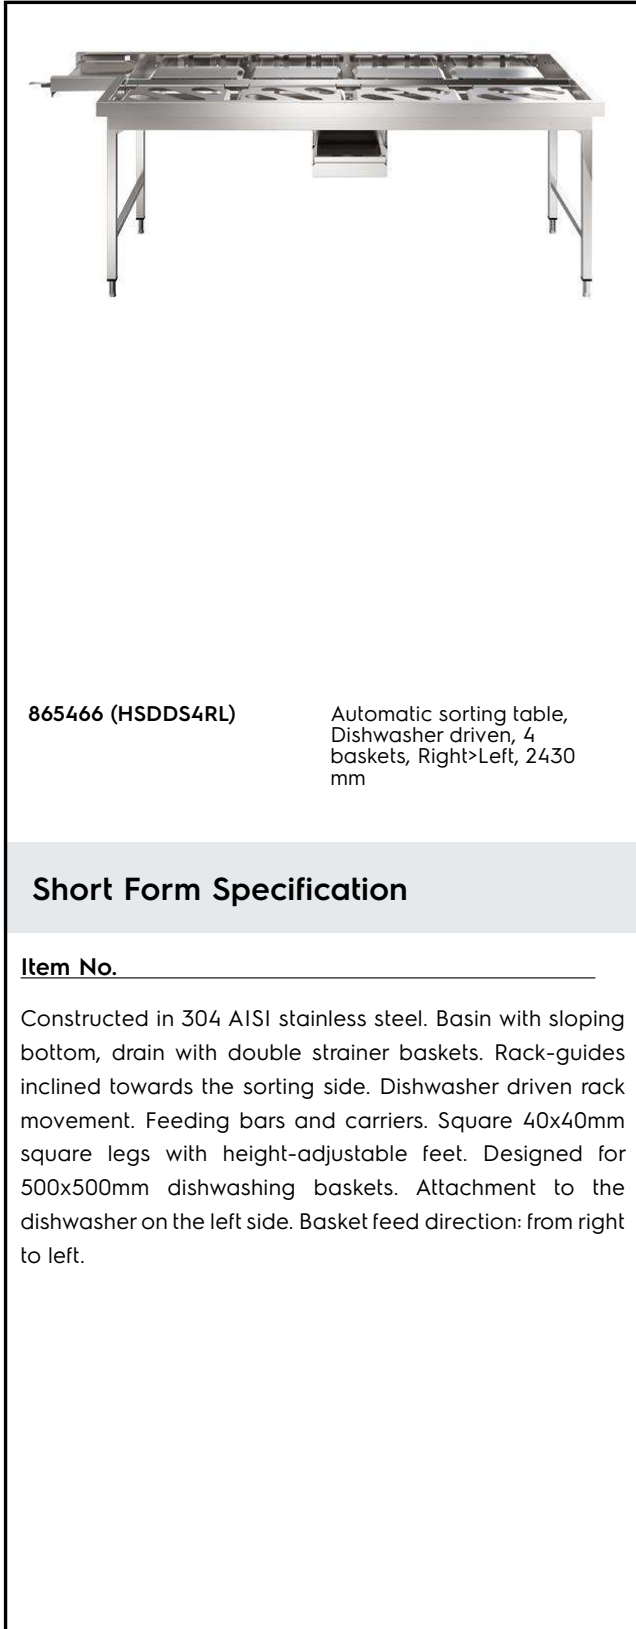 865466 (HSDDS4RL)
Automatic sorting table,
Dishwasher driven, 4
baskets, Right>Left, 2430
mm
Short Form Specification
Item No.
Constructed in 304 AISI stainless steel. Basin with sloping
bottom, drain with double strainer baskets. Rack-guides
inclined towards the sorting side. Dishwasher driven rack
movement. Feeding bars and carriers. Square 40x40mm
square legs with height-adjustable feet. Designed for
500x500mm dishwashing baskets. Attachment to the
dishwasher on the left side. Basket feed direction: from right
to left.